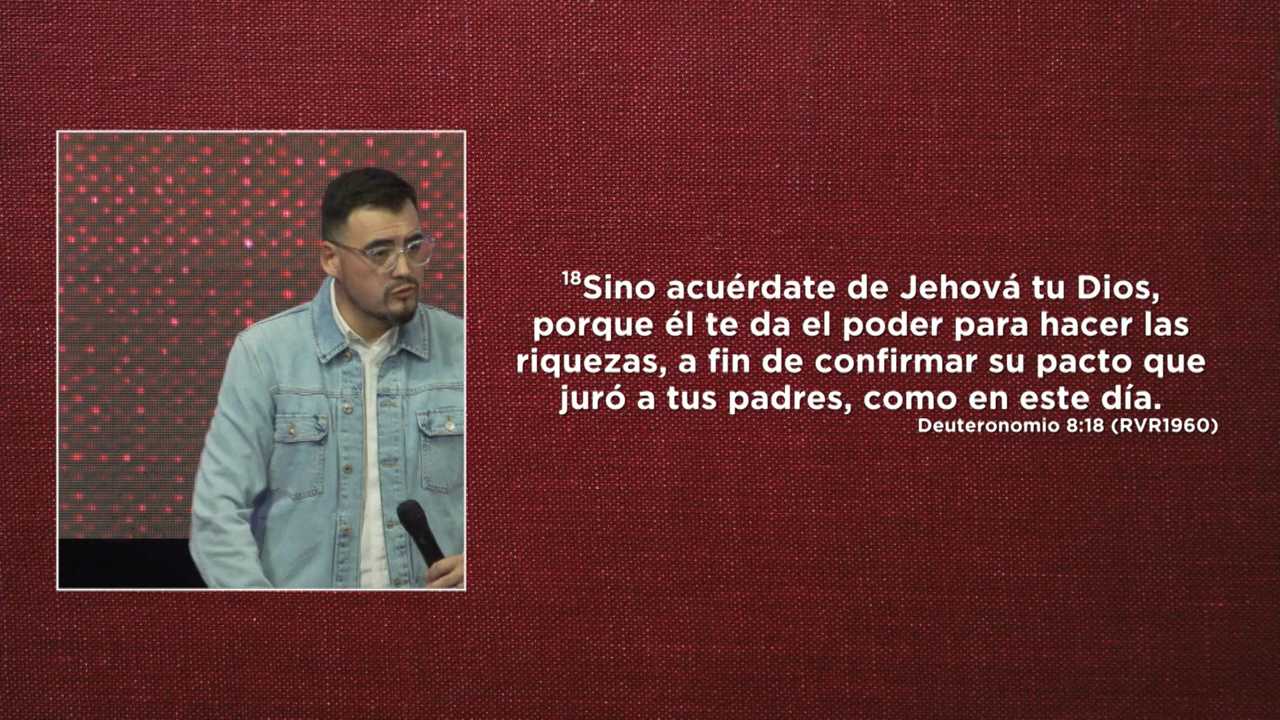 ¹⁸Sino acuérdate de Jehová tu Dios,
porque él te da el poder para hacer las
riquezas, a fin de confirmar su pacto que
juró a tus padres, como en este día.
Deuteronomio 8:18 (RVR1960)